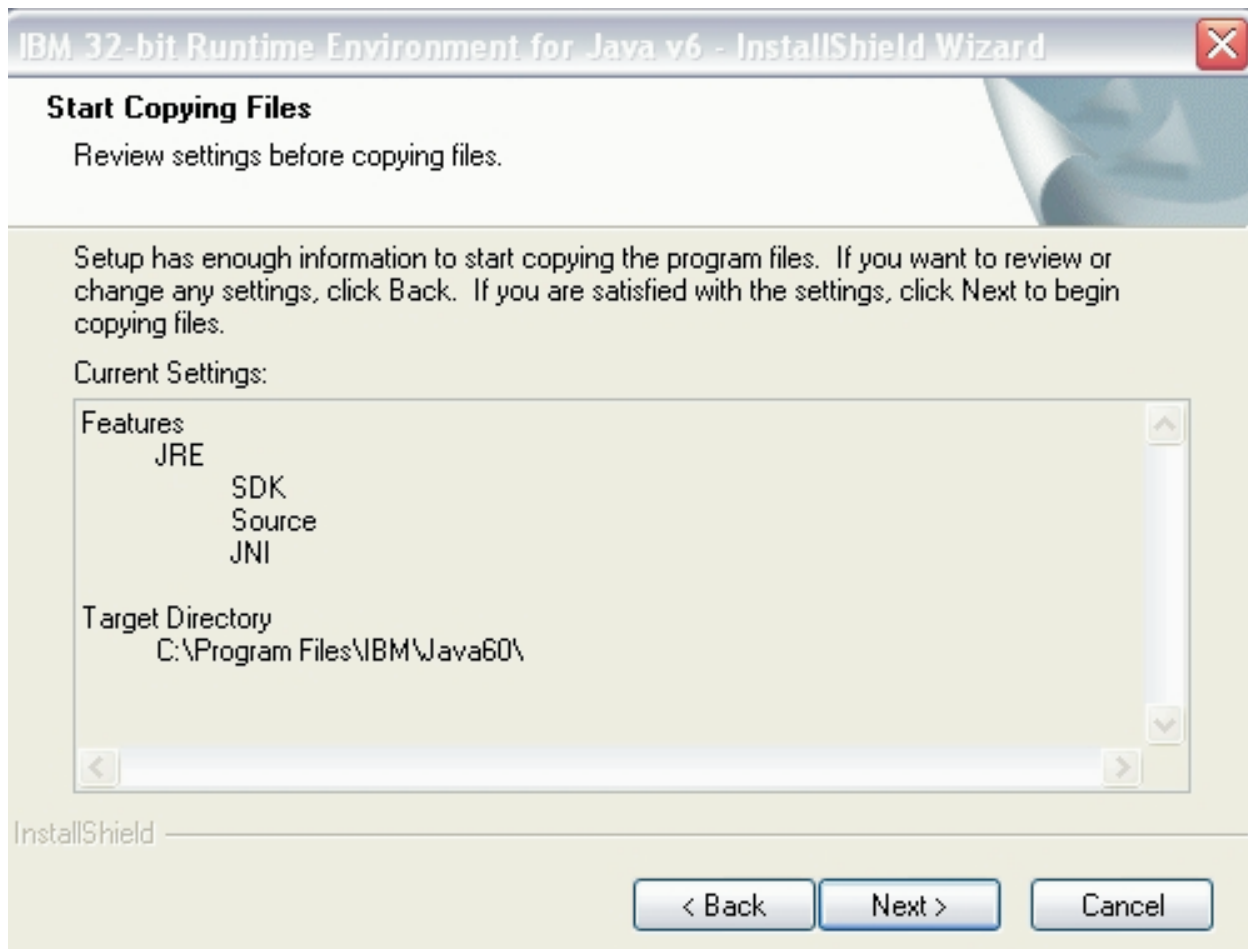 IBM 32-bit Runtime Environment for Java v6 - InstallShield Wizard
Start Copying Files
Review settings before copying files.
Setup has enough information to start copying the program files.  If you want to review or
change any settings, click Back.  If you are satisfied with the settings, click Next to begin
copying files.
Current Settings:
Features
JRE
SDK
Source
JNI
Target Directory
C:\Program Files\IBM\Java60\
InstallShield
< Back
Next >
Cancel